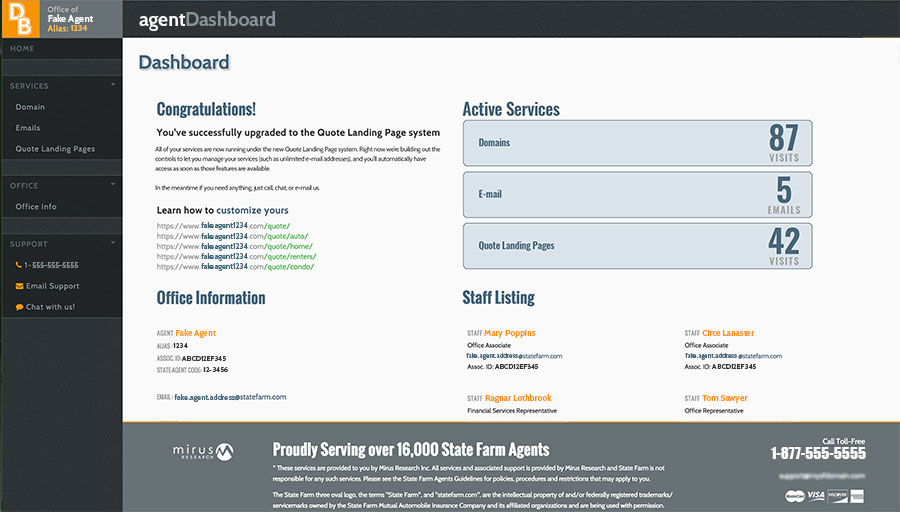 DB
Office of
Fake Agent
Alias: 1234
agentDashboard
HOME
SERVICES
Domain
Emails
Quote Landing Pages
OFFICE
Office Info
SUPPORT
1- 555-555-5555
Email Support
Chat with us!
Dashboard
Congratulations!
You've successfully upgraded to the Quote Landing Page system
All of your services are now running under the new Quote Landing Page system. Right now we're building out the
controls to let you manage your services (such as unlimited e-mail addresses), and you'll automatically have
access as soon as those features are available.
In the meantime if you need anything, just call, chat, or e-mail us.
Learn how to customize yours
https://www.fakeagent1234.com/quote/
https://www.fakeagent1234.com/quote/auto/
https://www.fakeagent1234.com/quote/home/
https://www.fakeagent1234.com/quote/renters/
https://www.fakeagent1234.com/quote/condo/
Active Services
Domains
87
VISITS
E-mail
5
EMAILS
Quote Landing Pages
42
VISITS
Office Information
AGENT Fake Agent
ALIAS: 1234
ASSOC. ID: ABCD12EF345
STATE-AGENT CODE: 12-3456
EMAIL: fake.agent.address@statefarm.com
Staff Listing
STAFF Mary Poppins
Office Associate
fake.agent.address@statefarm.com
Assoc. ID: ABCD12EF345
STAFF Circe Lanaster
Office Associate
fake.agent.address@statefarm.com
Assoc. ID: ABCD12EF345
STAFF Ragnar Lothbrook
Financial Services Representative
STAFF Tom Sawyer
Office Representative
mirus
RESEARCH
Proudly Serving over 16,000 State Farm Agents
* These services are provided to you by Mirus Research Inc. All services and associated support is provided by Mirus Research and State Farm is not
responsible for any such services. Please see the State Farm Agents Guidelines for policies, procedures and restrictions that may apply to you.
The State Farm three oval logo, the terms "State Farm", and "statefarm.com", are the intellectual property of and/or federally registered trademarks/
servicemarks owned by the State Farm Mutual Automobile Insurance Company and its affiliated organizations and are being used with permission.
Call Toll-Free
1-877-555-5555
MasterCard VISA DISCOVER